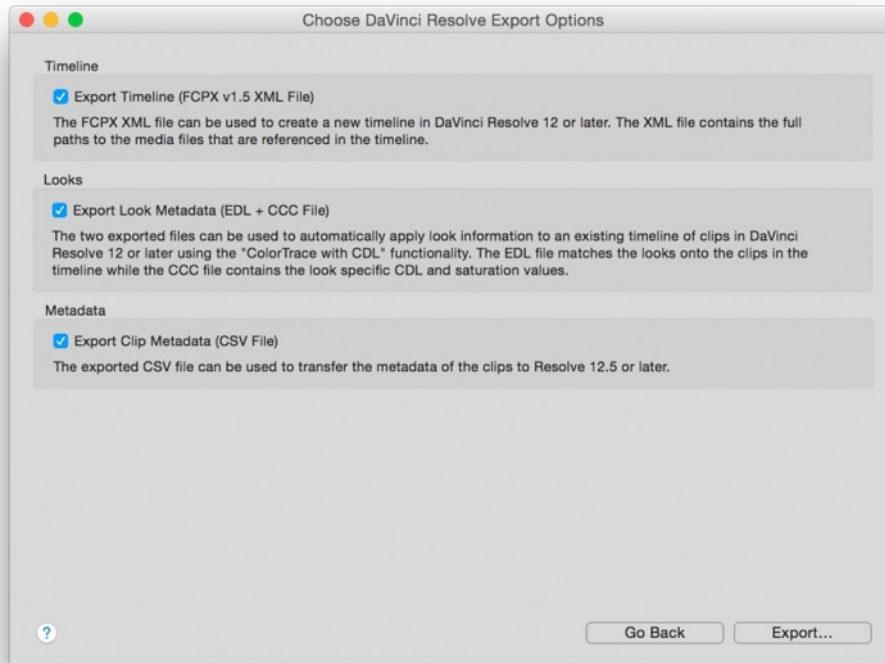 Choose DaVinci Resolve Export Options
Timeline
Export Timeline (FCPX v1.5 XML File)
The FCPX XML file can be used to create a new timeline in DaVinci Resolve 12 or later. The XML file contains the full
paths to the media files that are referenced in the timeline.
Looks
Export Look Metadata (EDL + CCC File)
The two exported files can be used to automatically apply look information to an existing timeline of clips in DaVinci
Resolve 12 or later using the "ColorTrace with CDL" functionality. The EDL file matches the looks onto the clips in the
timeline while the CCC file contains the look specific CDL and saturation values.
Metadata
Export Clip Metadata (CSV File)
The exported CSV file can be used to transfer the metadata of the clips to Resolve 12.5 or later.
?
Go Back
Export...